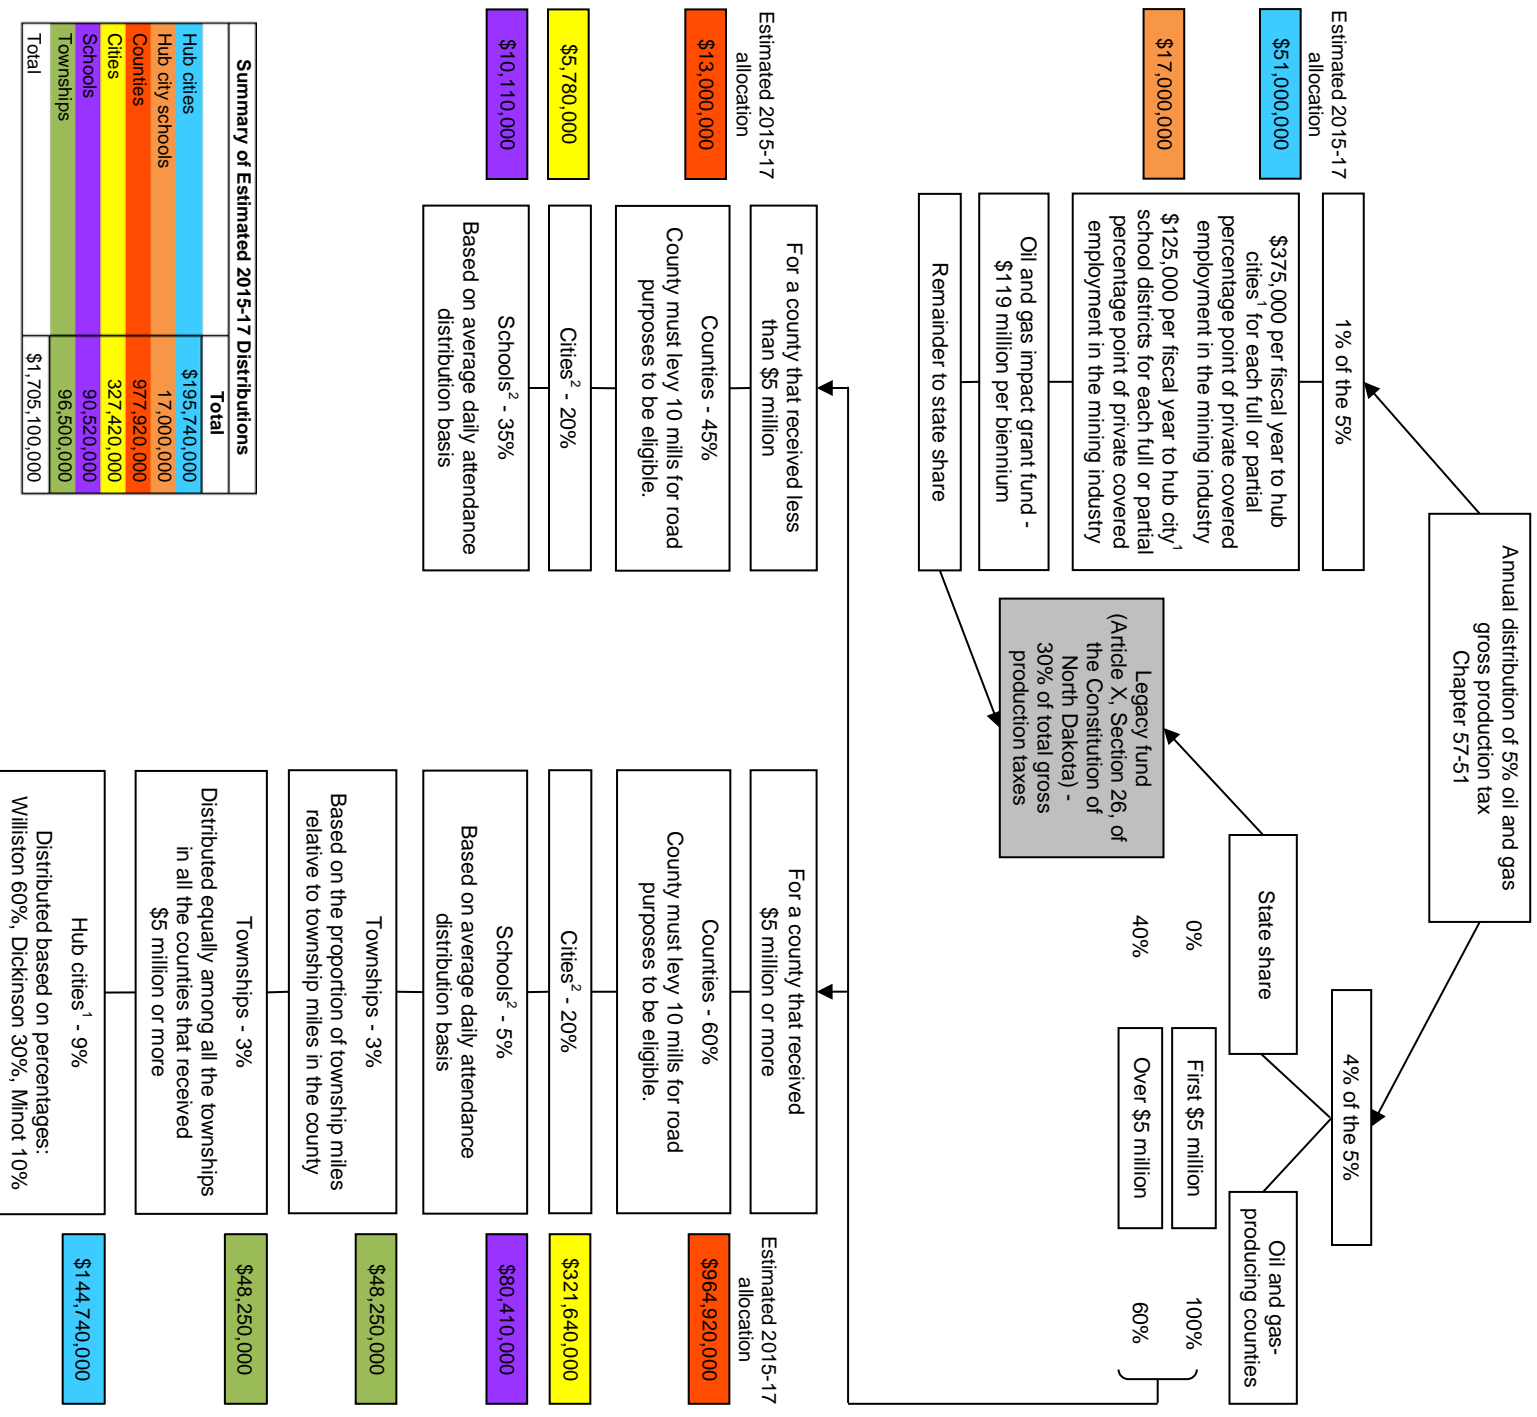 Annual distribution of 5% oil and gas
gross production tax
Chapter 57-51
1% of the 5%
4% of the 5%
Estimated 2015-17
allocation
$51,000,000
$17,000,000
$375,000 per fiscal year to hub
cities1 for each full or partial
percentage point of private covered
employment in the mining industry
$125,000 per fiscal year to hub city1
school districts for each full or partial
percentage point of private covered
employment in the mining industry
Oil and gas impact grant fund -
$119 million per biennium
Remainder to state share
Legacy fund
(Article X, Section 26, of
the Constitution of
North Dakota) -
30% of total gross
production taxes
State share
Oil and gas-
producing counties
0%
First $5 million
100%
40%
Over $5 million
60%
Estimated 2015-17
allocation
$13,000,000
$5,780,000
$10,110,000
For a county that received less
than $5 million
Counties - 45%
County must levy 10 mills for road
purposes to be eligible.
Cities2 - 20%
Schools2 - 35%
Based on average daily attendance
distribution basis
For a county that received
$5 million or more
Counties - 60%
County must levy 10 mills for road
purposes to be eligible.
Cities2 - 20%
Schools2 - 5%
Based on average daily attendance
distribution basis
Townships - 3%
Based on the proportion of township miles
relative to township miles in the county
Townships - 3%
Distributed equally among all the townships
in all the counties that received
$5 million or more
Hub cities1 - 9%
Distributed based on percentages:
Williston 60%, Dickinson 30%, Minot 10%
Estimated 2015-17
allocation
$964,920,000
$321,640,000
$80,410,000
$48,250,000
$48,250,000
$144,740,000
Summary of Estimated 2015-17 Distributions
Total
Hub cities $195,740,000
Hub city schools 17,000,000
Counties 977,920,000
Cities 327,420,000
Schools 90,520,000
Townships 96,500,000
Total $1,705,100,000